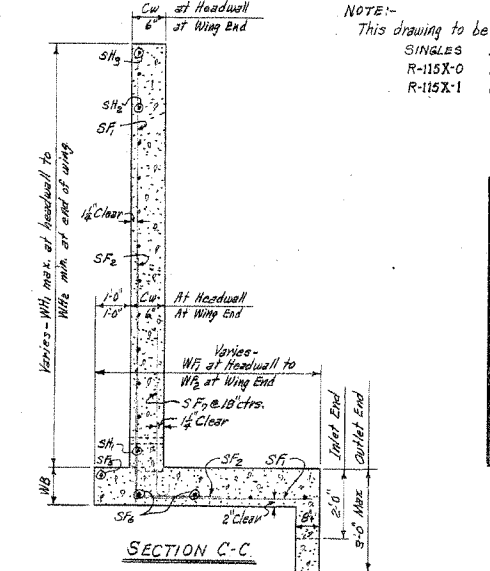 Cw at Headwall
6" at Wing End
NOTE:-
This drawing to be
SINGLES
R-115X-0
R-115X-1
SH3
SH2
SF1
1¼" Clear
SF2
Varies-WH1 max. at headwall to
WH2 min. at end of wing.
1'-0" Cw At Headwall
1'-0" 6" At Wing End
Varies-
WF1 at Headwall to
WF2 at Wing End
SF7 @ 18" ctrs.
1¼" Clear
SH1
SF5
WB
SF2 SF1
SF6
2" Clear
8"
Inlet End
2'-0"
Outlet End
3'-0" Max.
SECTION C-C